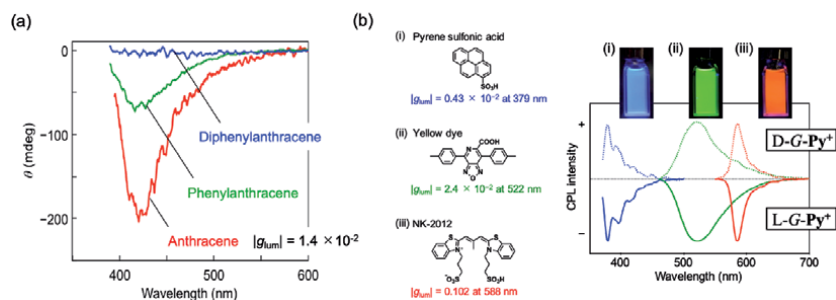 (a)
0
−100
−200
θ (mdeg)
Diphenylanthracene
Phenylanthracene
Anthracene |glum| = 1.4 × 10−2
400 500 600
Wavelength (nm)
(b)
(i) Pyrene sulfonic acid
SO3H
|glum| = 0.43 × 10−2 at 379 nm
(ii) Yellow dye
N COOH
N O N
|glum| = 2.4 × 10−2 at 522 nm
(iii) NK-2012
S S
N+ N
−O3S SO3H
|glum| = 0.102 at 588 nm
(i) (ii) (iii)
+
CPL intensity
−
D-G-Py+
L-G-Py+
400 500 600 700
Wavelength (nm)